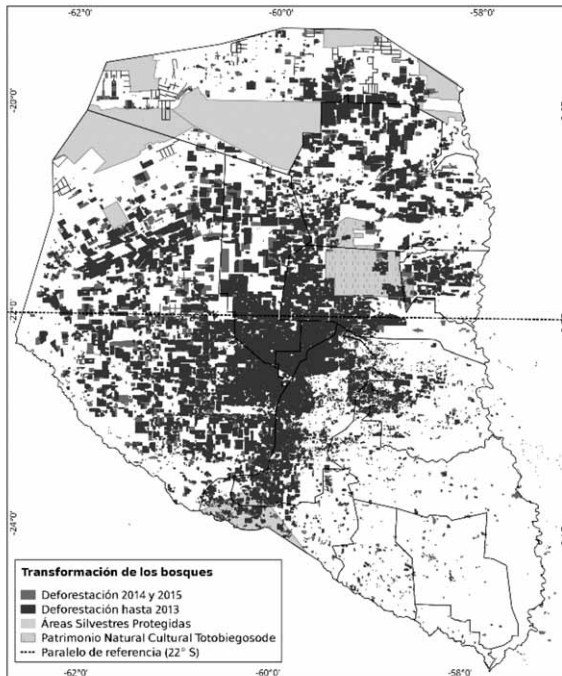 -62°0' -60°0' -58°0'
-20°0'
-22°0'
-24°0'
Transformación de los bosques
Deforestación 2014 y 2015
Deforestación hasta 2013
Áreas Silvestres Protegidas
Patrimonio Natural Cultural Totobiegosode
Paralelo de referencia (22° S)
-62°0' -60°0' -58°0'